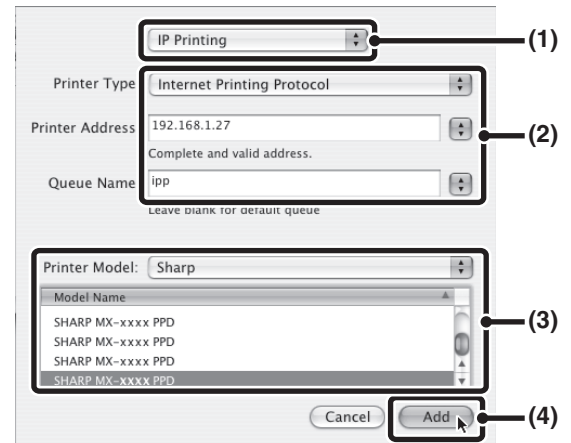 IP Printing (1)
Printer Type Internet Printing Protocol
Printer Address 192.168.1.27 (2)
Complete and valid address.
Queue Name ipp
Leave blank for default queue
Printer Model: Sharp
Model Name
SHARP MX-xxxx PPD (3)
SHARP MX-xxxx PPD
SHARP MX-xxxx PPD
SHARP MX-xxxx PPD
Cancel Add (4)